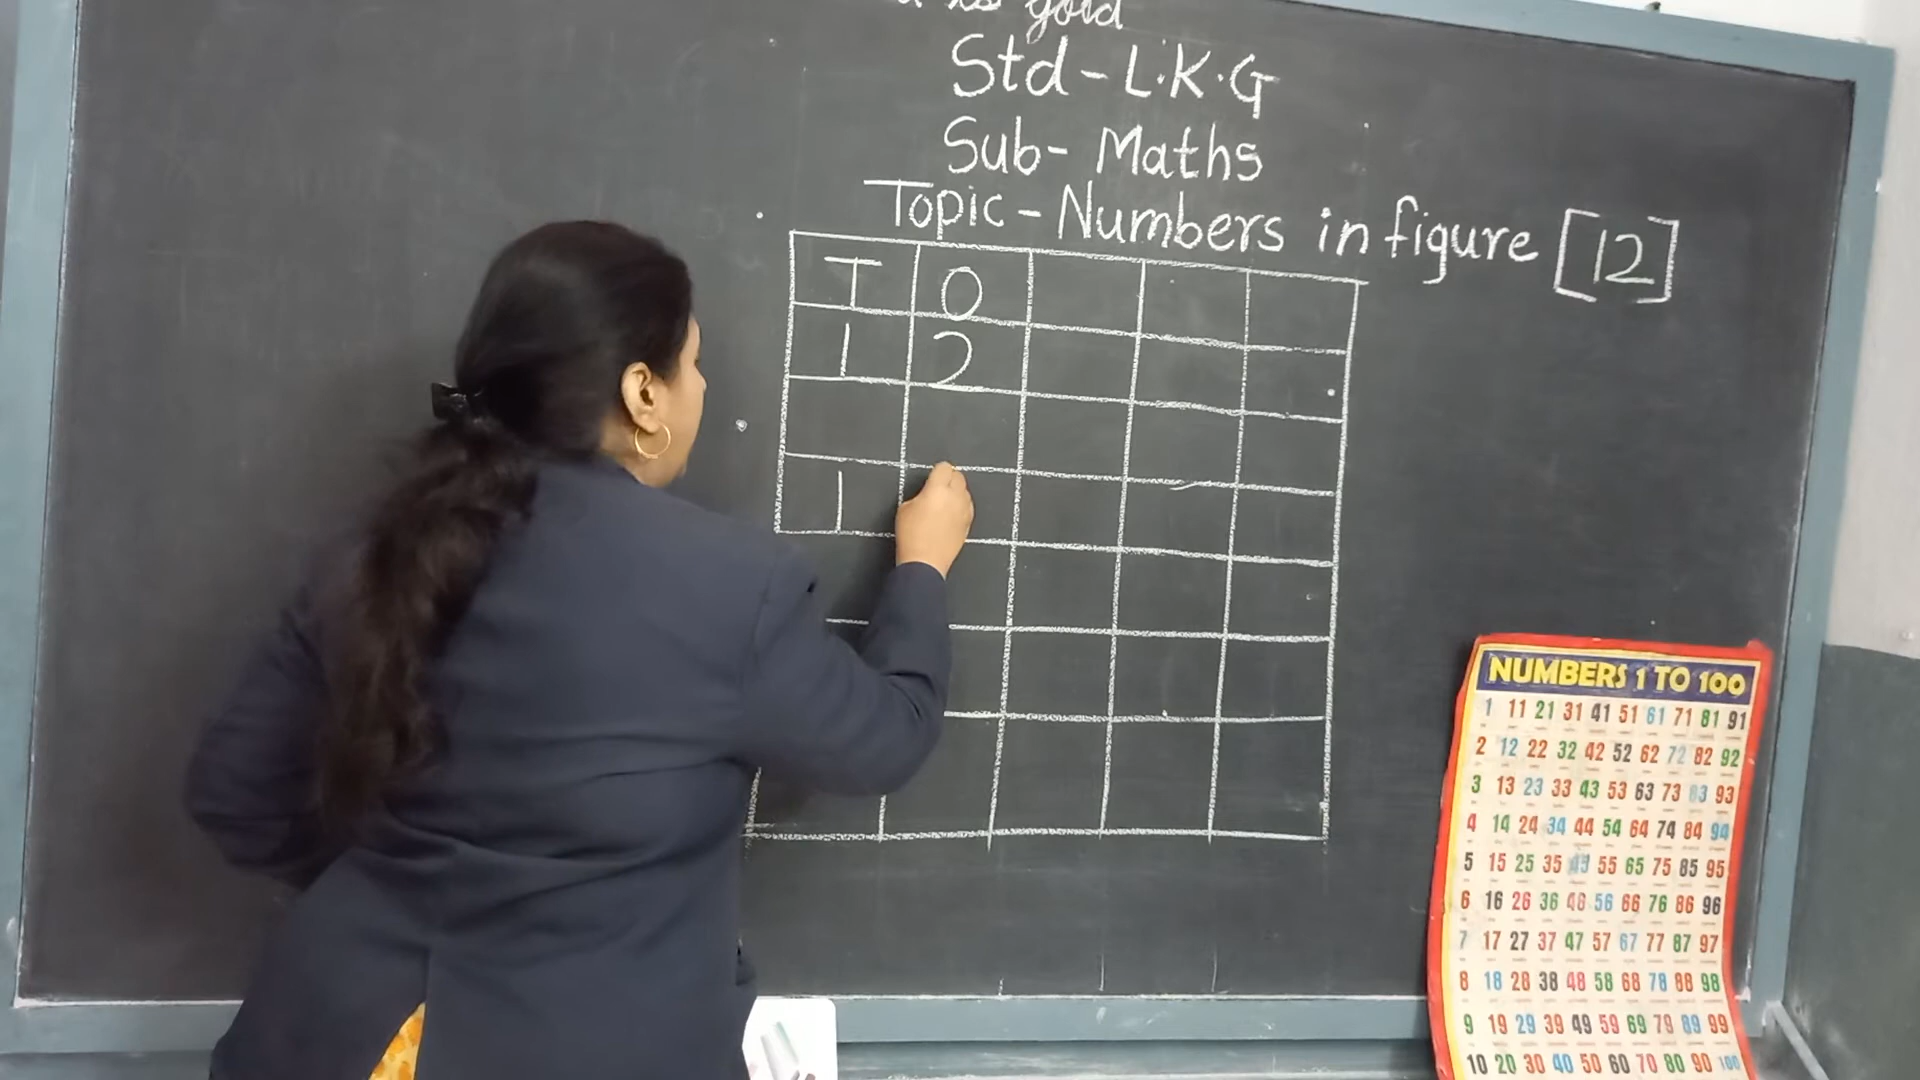 is good
Std-L.K.G
Sub- Maths
Topic-Numbers in figure [12]
T O
1 2
1
NUMBERS 1 TO 100
1 11 21 31 41 51 61 71 81 91
2 12 22 32 42 52 62 72 82 92
3 13 23 33 43 53 63 73 83 93
4 14 24 34 44 54 64 74 84 94
5 15 25 35 45 55 65 75 85 95
6 16 26 36 46 56 66 76 86 96
7 17 27 37 47 57 67 77 87 97
8 18 28 38 48 58 68 78 88 98
9 19 29 39 49 59 69 79 89 99
10 20 30 40 50 60 70 80 90 100